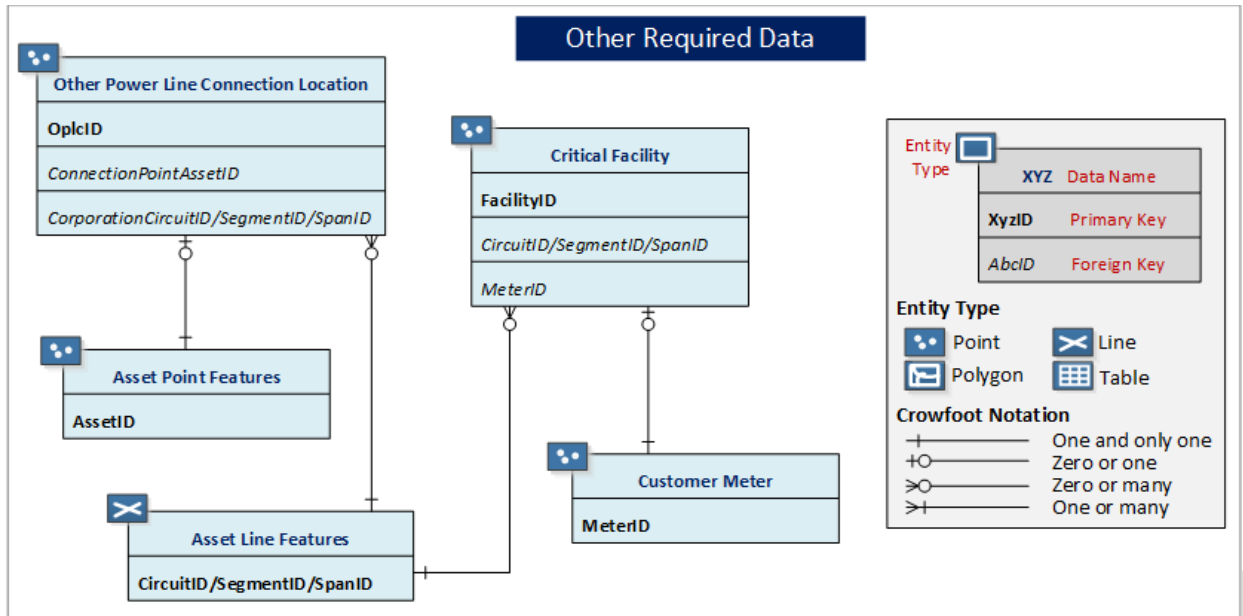 Other Required Data
Other Power Line Connection Location
OplcID
ConnectionPointAssetID
CorporationCircuitID/SegmentID/SpanID
Critical Facility
FacilityID
CircuitID/SegmentID/SpanID
MeterID
Asset Point Features
AssetID
Customer Meter
MeterID
Asset Line Features
CircuitID/SegmentID/SpanID
Entity
Type
XYZ Data Name
XyzID Primary Key
AbcID Foreign Key
Entity Type
Point Line
Polygon Table
Crowfoot Notation
One and only one
Zero or one
Zero or many
One or many